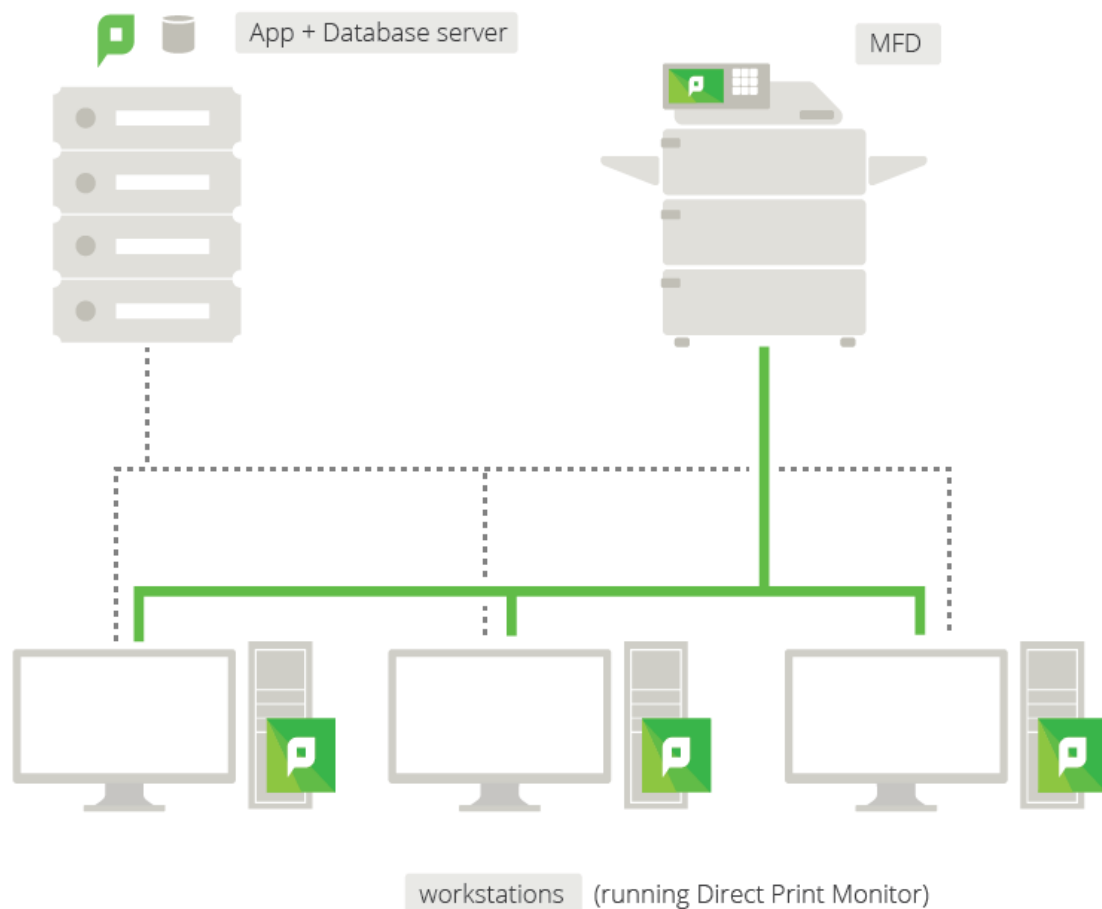 App + Database server
MFD
workstations (running Direct Print Monitor)